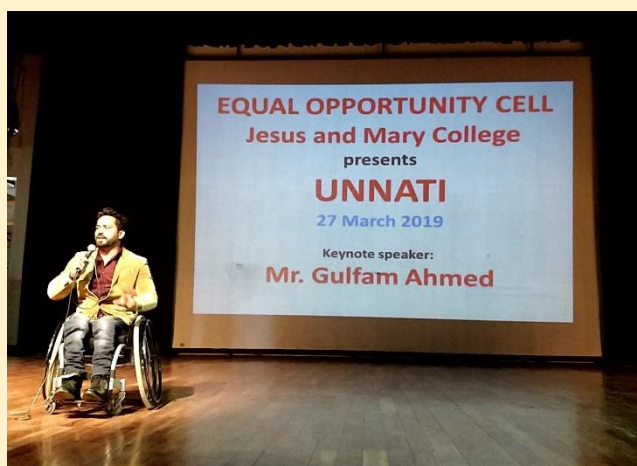 EQUAL OPPORTUNITY CELL
Jesus and Mary College
presents
UNNATI
27 March 2019
Keynote speaker:
Mr. Gulfam Ahmed